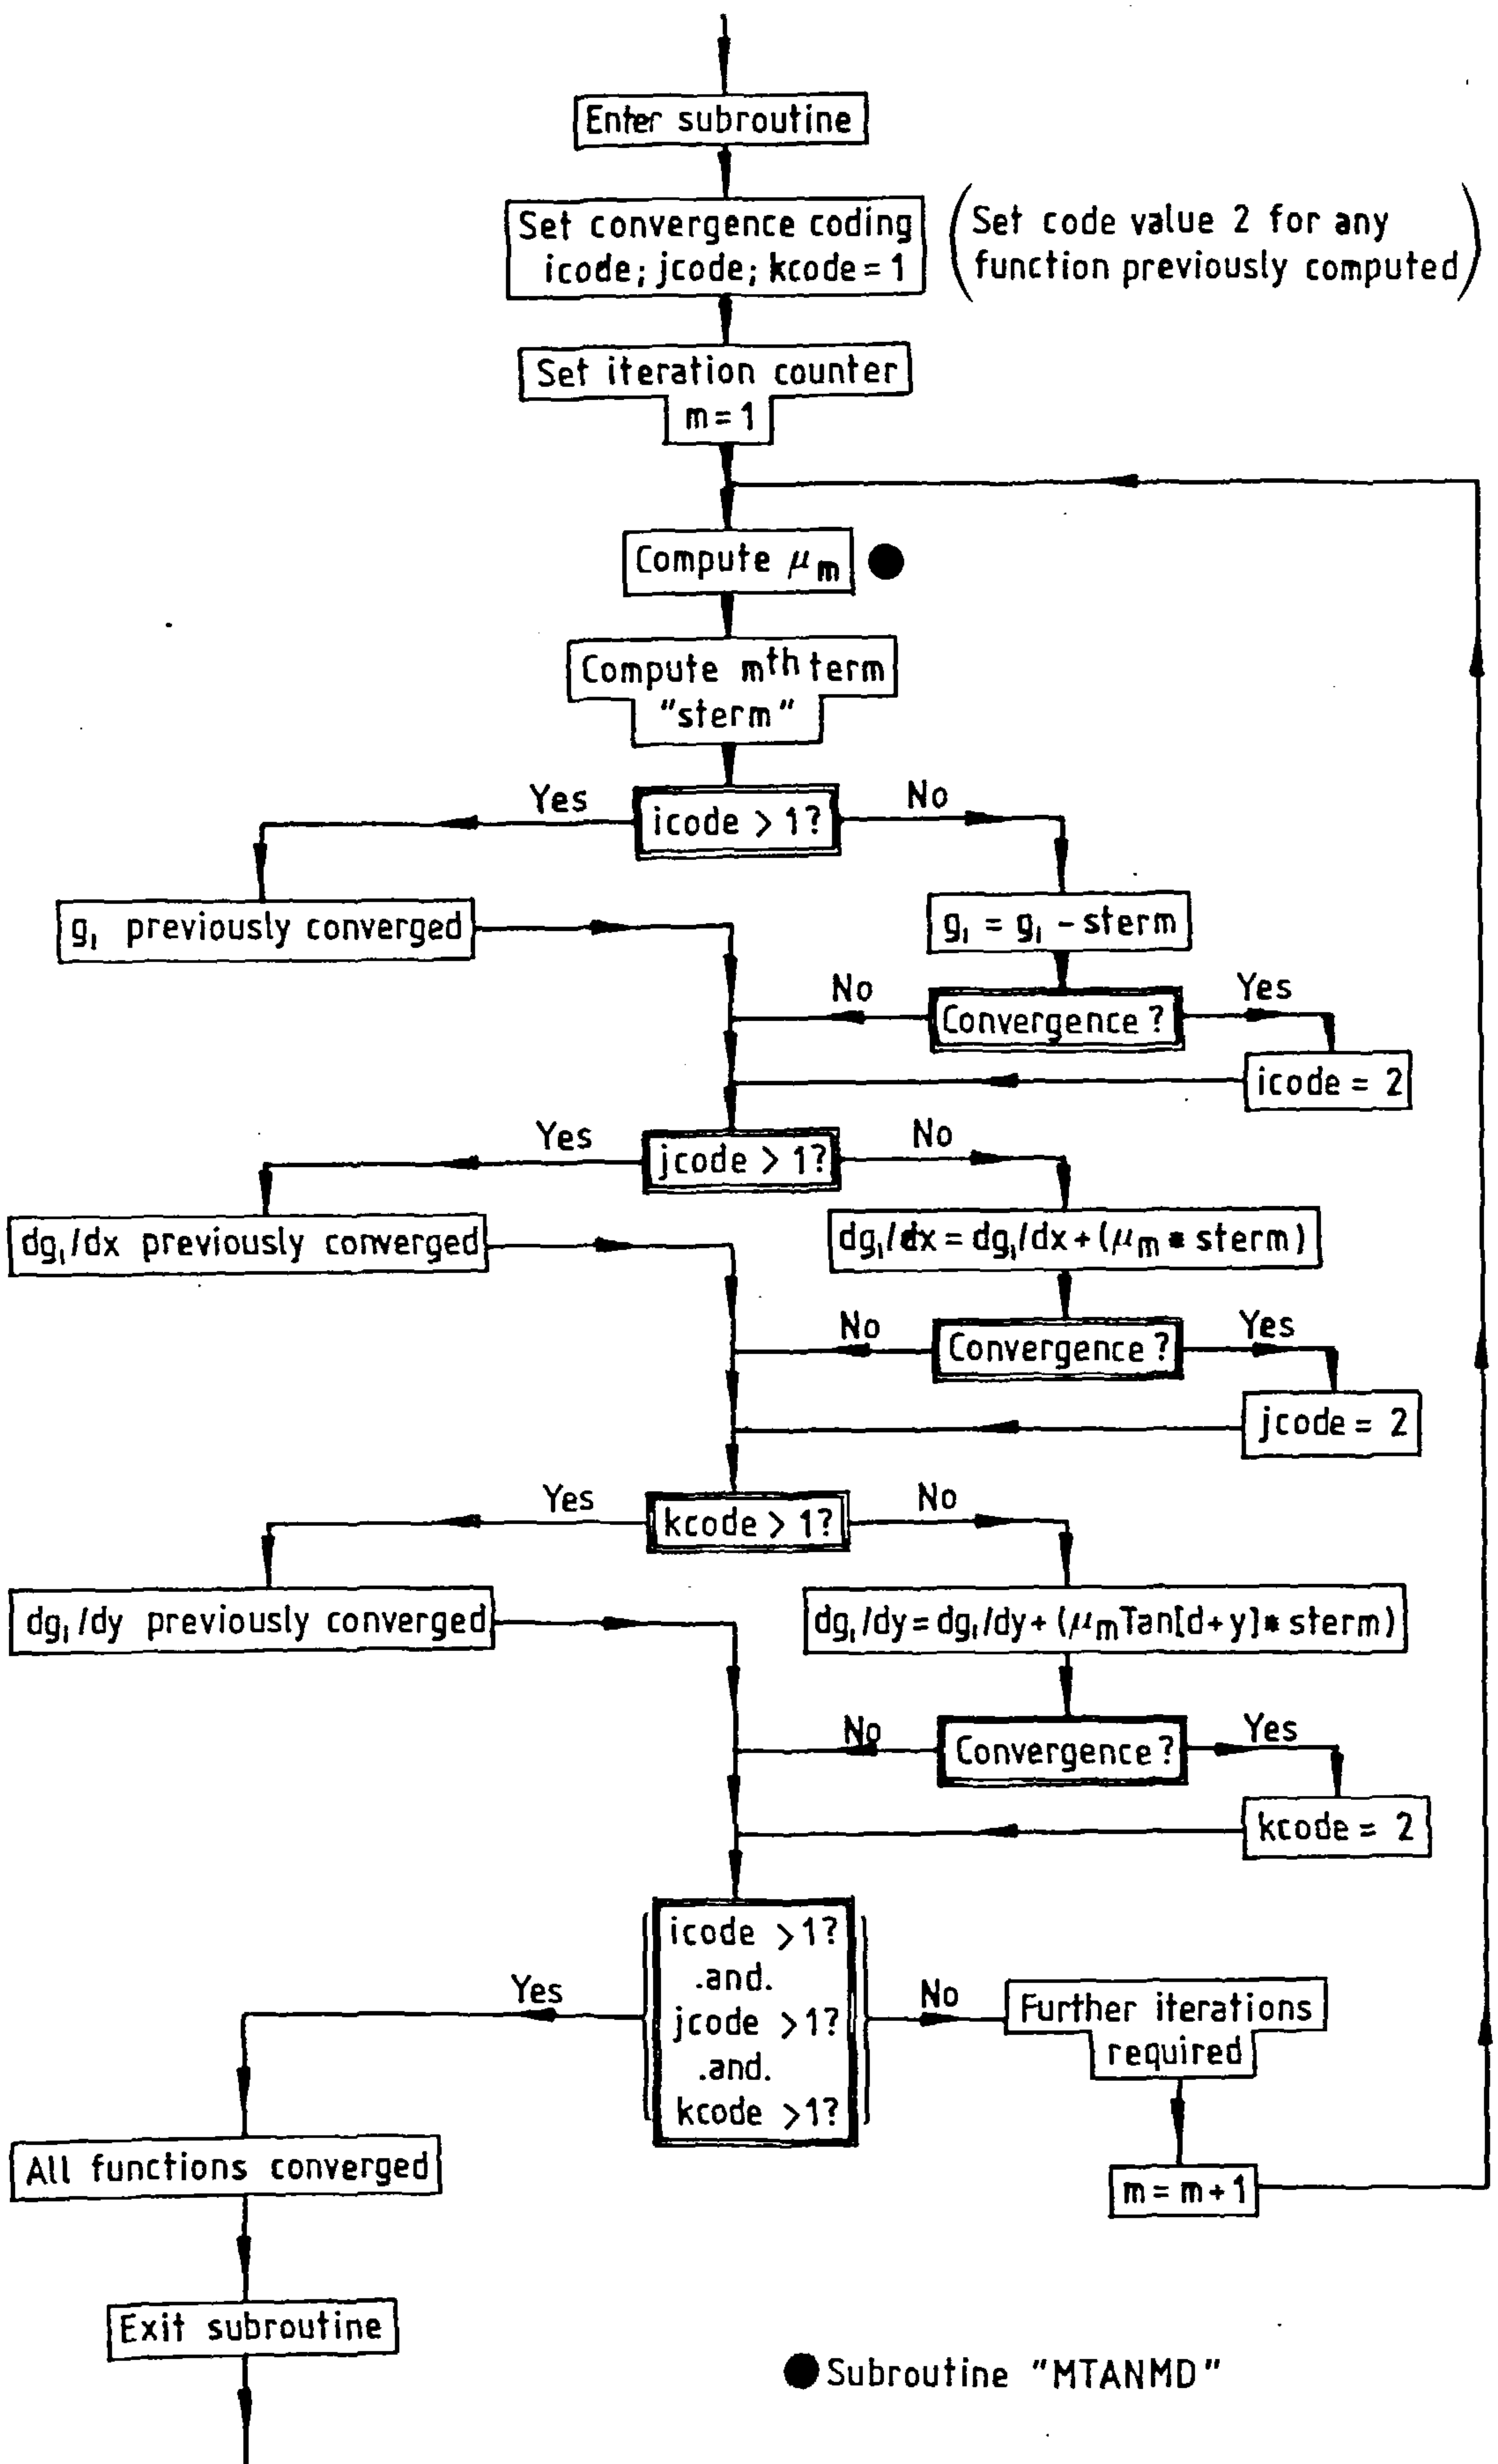 Enter subroutine
Set convergence coding
icode; jcode; kcode = 1
(Set code value 2 for any
function previously computed)
Set iteration counter
m = 1
Compute μm
Compute mth term
"sterm"
Yes
icode > 1?
No
g₁ previously converged
g₁ = g₁ - sterm
No
Convergence ?
Yes
icode = 2
Yes
jcode > 1?
No
dg₁/dx previously converged
dg₁/dx = dg₁/dx + (μm * sterm)
No
Convergence ?
Yes
jcode = 2
Yes
kcode > 1?
No
dg₁/dy previously converged
dg₁/dy = dg₁/dy + (μmTan[d+y] * sterm)
No
Convergence ?
Yes
kcode = 2
icode >1?
.and.
jcode >1?
.and.
kcode >1?
Yes
No
Further iterations
required
All functions converged
m = m + 1
Exit subroutine
Subroutine "MTANMD"